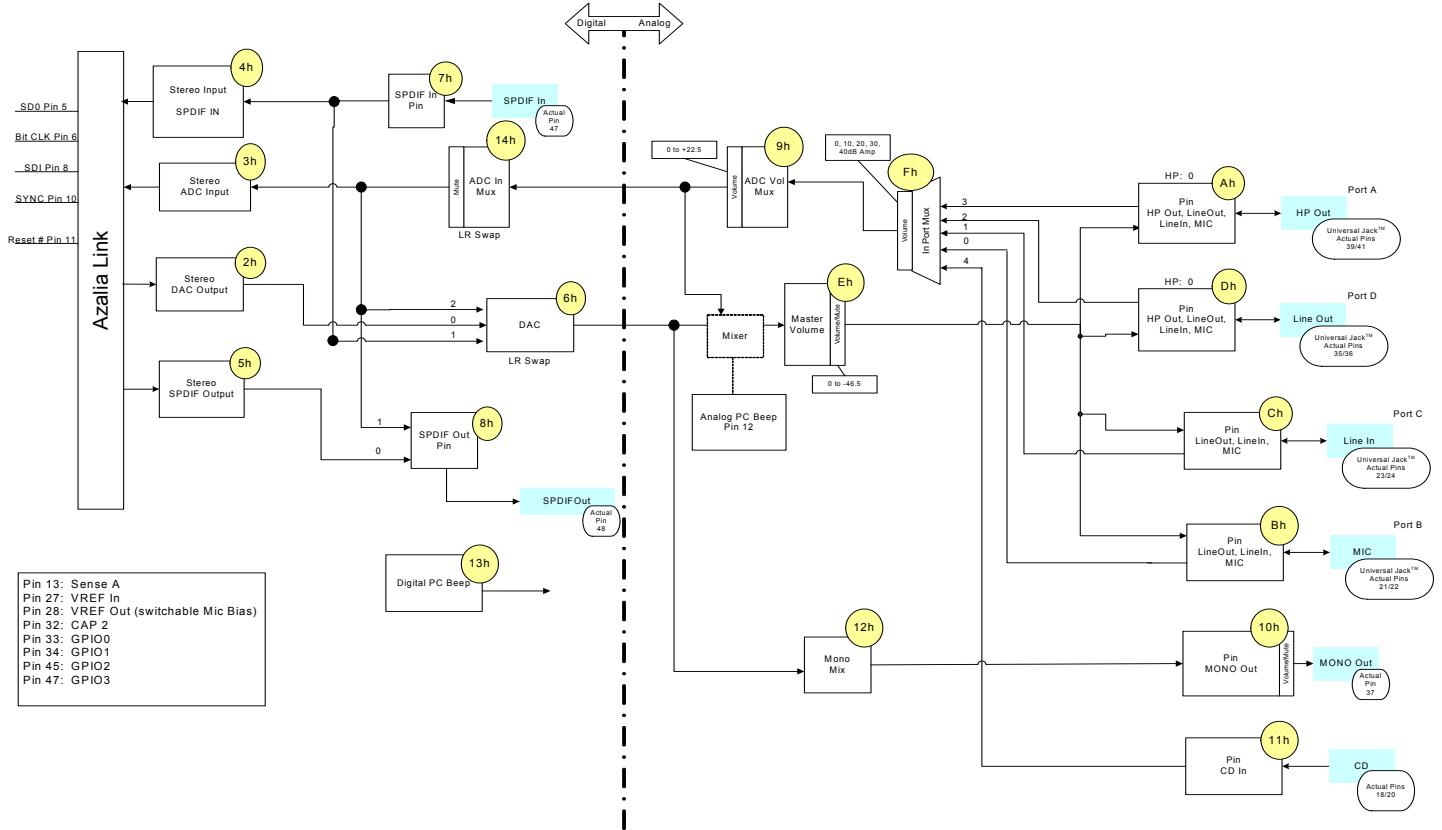 Digital Analog
Azalia Link
SD0 Pin 5
Bit CLK Pin 6
SDI Pin 8
SYNC Pin 10
Reset # Pin 11
4h
Stereo Input
SPDIF IN
7h
SPDIF In
Pin
SPDIF In
Actual
Pin
47
3h
Stereo
ADC Input
14h
Mute
ADC In
Mux
LR Swap
2h
Stereo
DAC Output
2
0
1
6h
DAC
LR Swap
5h
Stereo
SPDIF Output
1
0
8h
SPDIF Out
Pin
SPDIFOut
Actual
Pin
48
13h
Digital PC Beep
Pin 13: Sense A
Pin 27: VREF In
Pin 28: VREF Out (switchable Mic Bias)
Pin 32: CAP 2
Pin 33: GPIO0
Pin 34: GPIO1
Pin 45: GPIO2
Pin 47: GPIO3
0 to +22.5
9h
Volume
ADC Vol
Mux
0, 10, 20, 30,
40dB Amp
Fh
Volume
In Port Mux
3
2
1
0
4
Mixer
Eh
Master
Volume
Volume/Mute
0 to -46.5
Analog PC Beep
Pin 12
HP: 0
Ah
Pin
HP Out, LineOut,
LineIn, MIC
Port A
HP Out
Universal Jack™
Actual Pins
39/41
HP: 0
Dh
Pin
HP Out, LineOut,
LineIn, MIC
Port D
Line Out
Universal Jack™
Actual Pins
35/36
Ch
Pin
LineOut, LineIn,
MIC
Port C
Line In
Universal Jack™
Actual Pins
23/24
Bh
Pin
LineOut, LineIn,
MIC
Port B
MIC
Universal Jack™
Actual Pins
21/22
12h
Mono
Mix
10h
Pin
MONO Out
Volume/Mute
MONO Out
Actual
Pin
37
11h
Pin
CD In
CD
Actual Pins
18/20